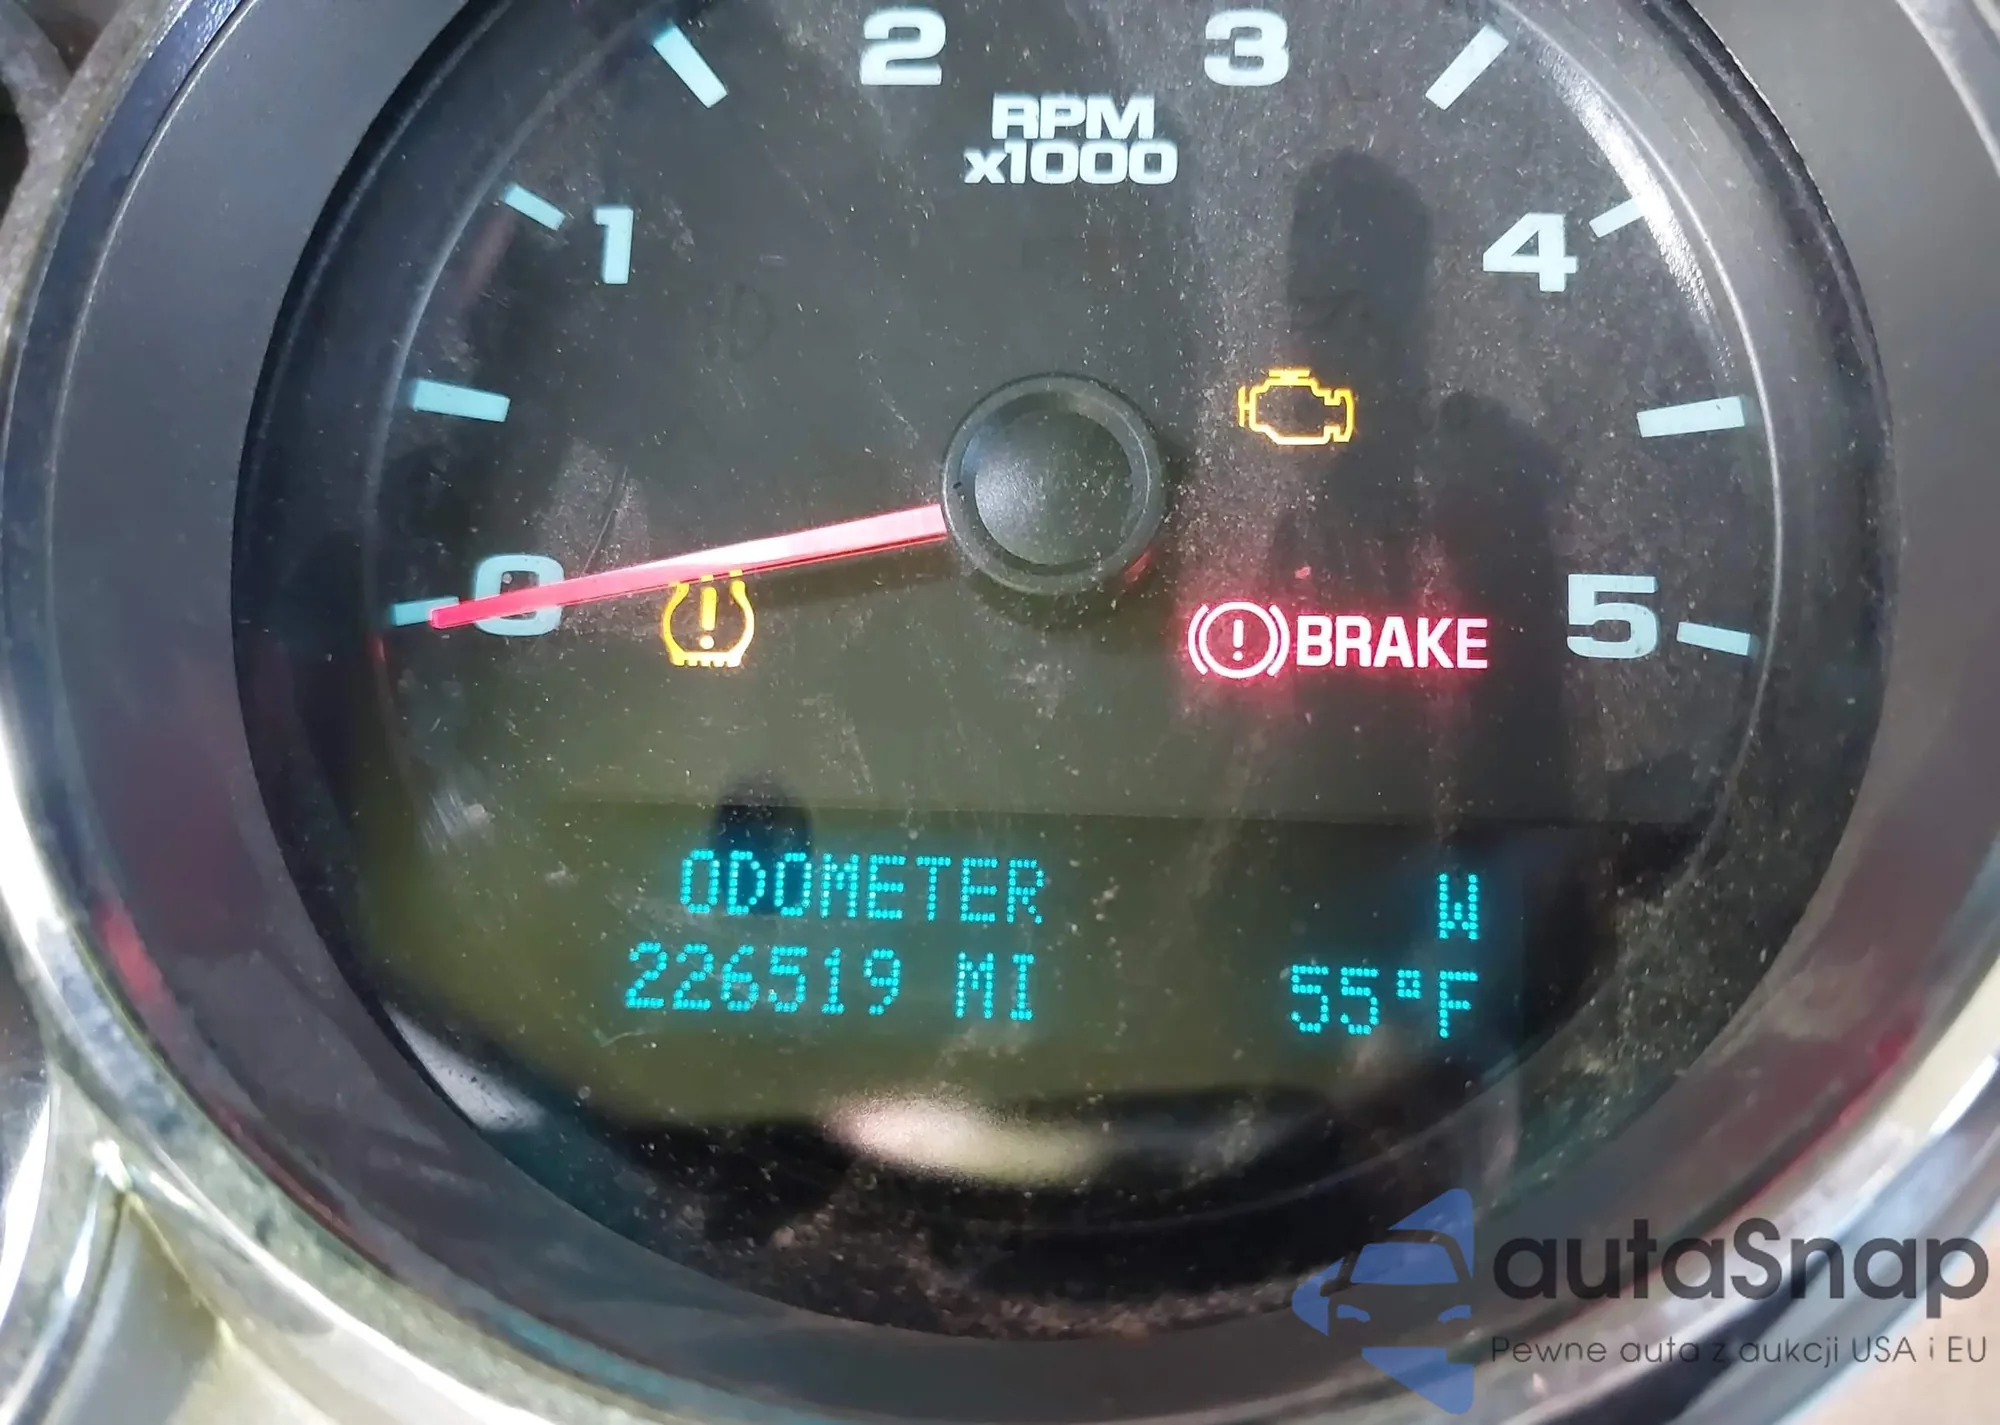 2 3
RPM
x1000
1 4
0 5
BRAKE
ODOMETER W
226519 MI 55°F
autaSnap
Pewne auta z aukcji USA i EU